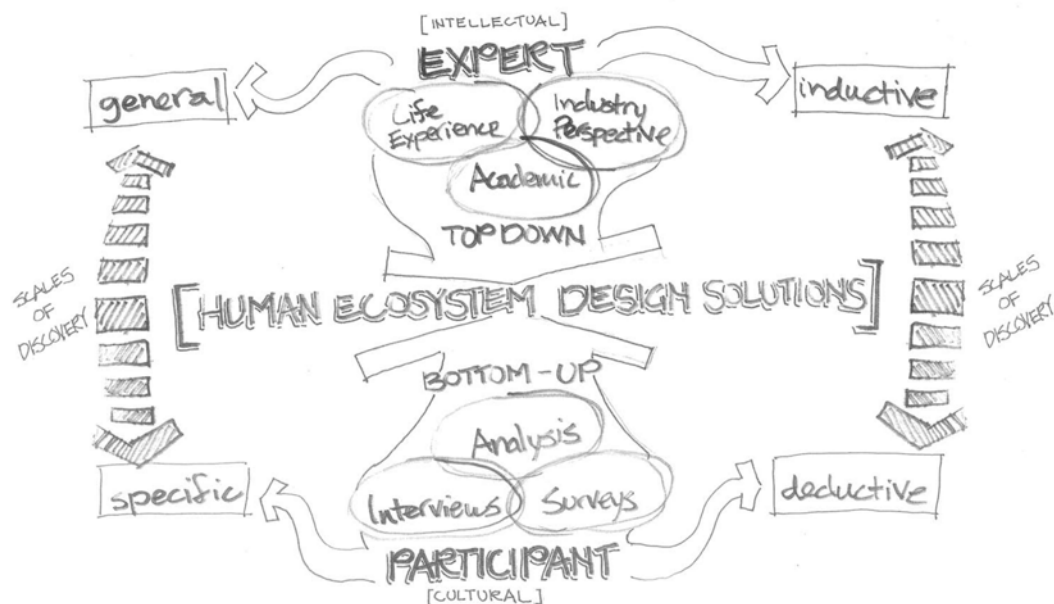 [INTELLECTUAL]
EXPERT
general
inductive
Life
Experience
Industry
Perspective
Academic
TOP DOWN
SCALES
OF
DISCOVERY
[HUMAN ECOSYSTEM DESIGN SOLUTIONS]
SCALES
OF
DISCOVERY
BOTTOM-UP
Analysis
Interviews
Surveys
specific
deductive
PARTICIPANT
[CULTURAL]